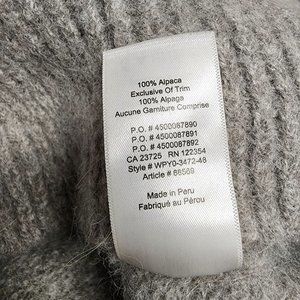 100% Alpaca
Exclusive Of Trim
100% Alpaga
Aucune Garniture Comprise
P.O. # 4500087890
P.O. # 4500087891
P.O. # 4500087892
CA 23725 RN 122354
Style # WPY0-3472-48
Article # 88569
Made in Peru
Fabriqué au Pérou